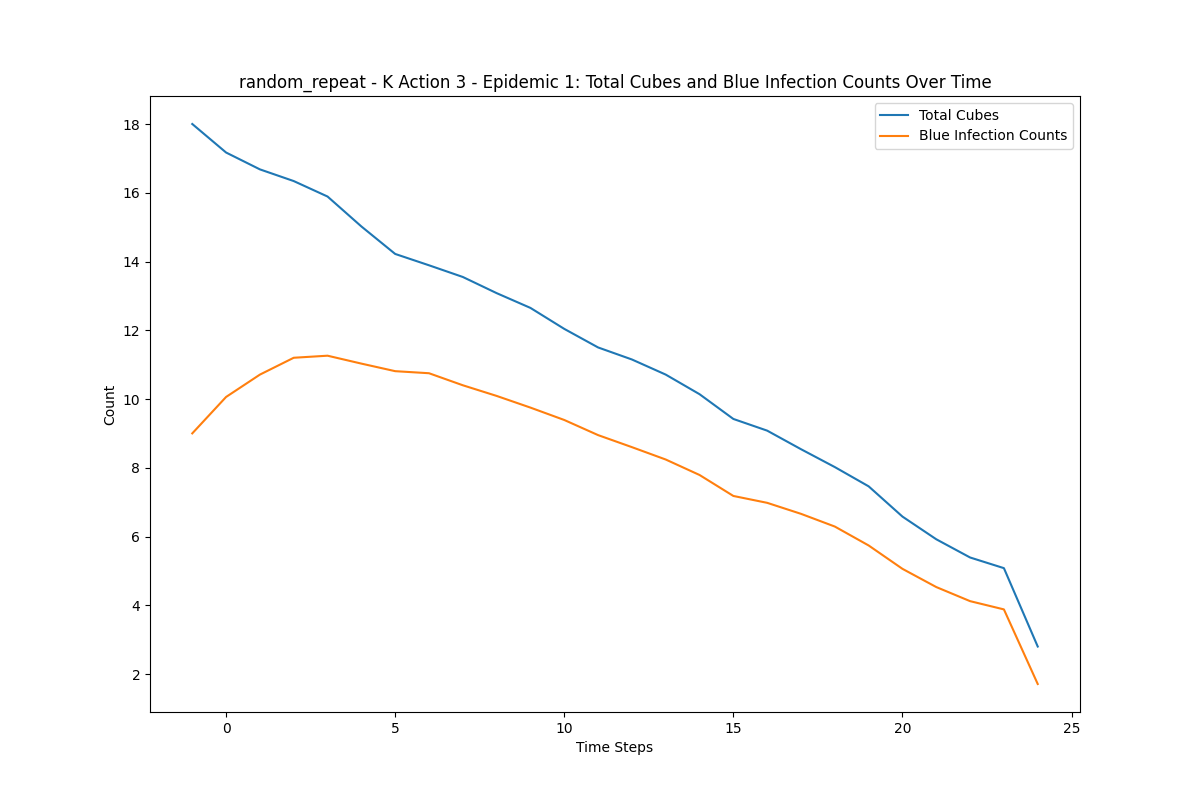 random_repeat - K Action 3 - Epidemic 1: Total Cubes and Blue Infection Counts Over Time
Total Cubes
Blue Infection Counts
18
16
14
12
10
8
6
4
2
Count
0 5 10 15 20 25
Time Steps